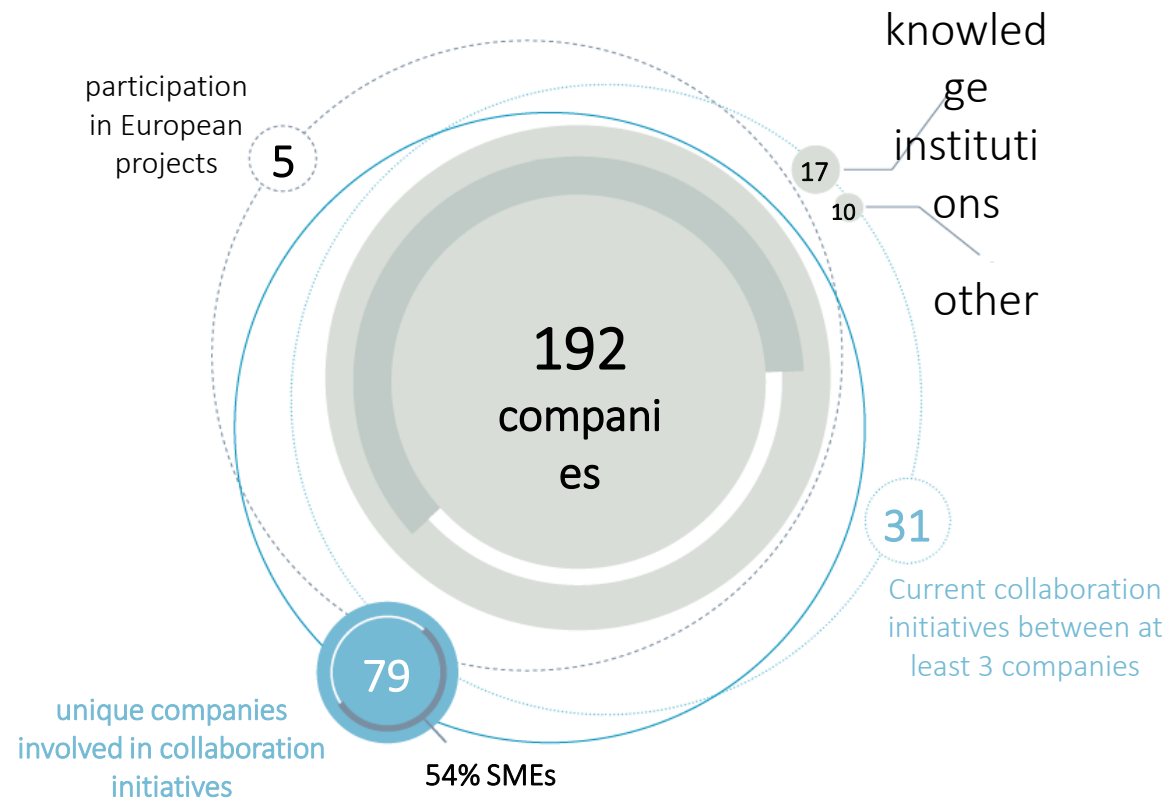 participation
in European
projects
5
knowled
ge
instituti
ons
17
10
other
192
compani
es
31
Current collaboration
initiatives between at
least 3 companies
79
unique companies
involved in collaboration
initiatives
54% SMEs